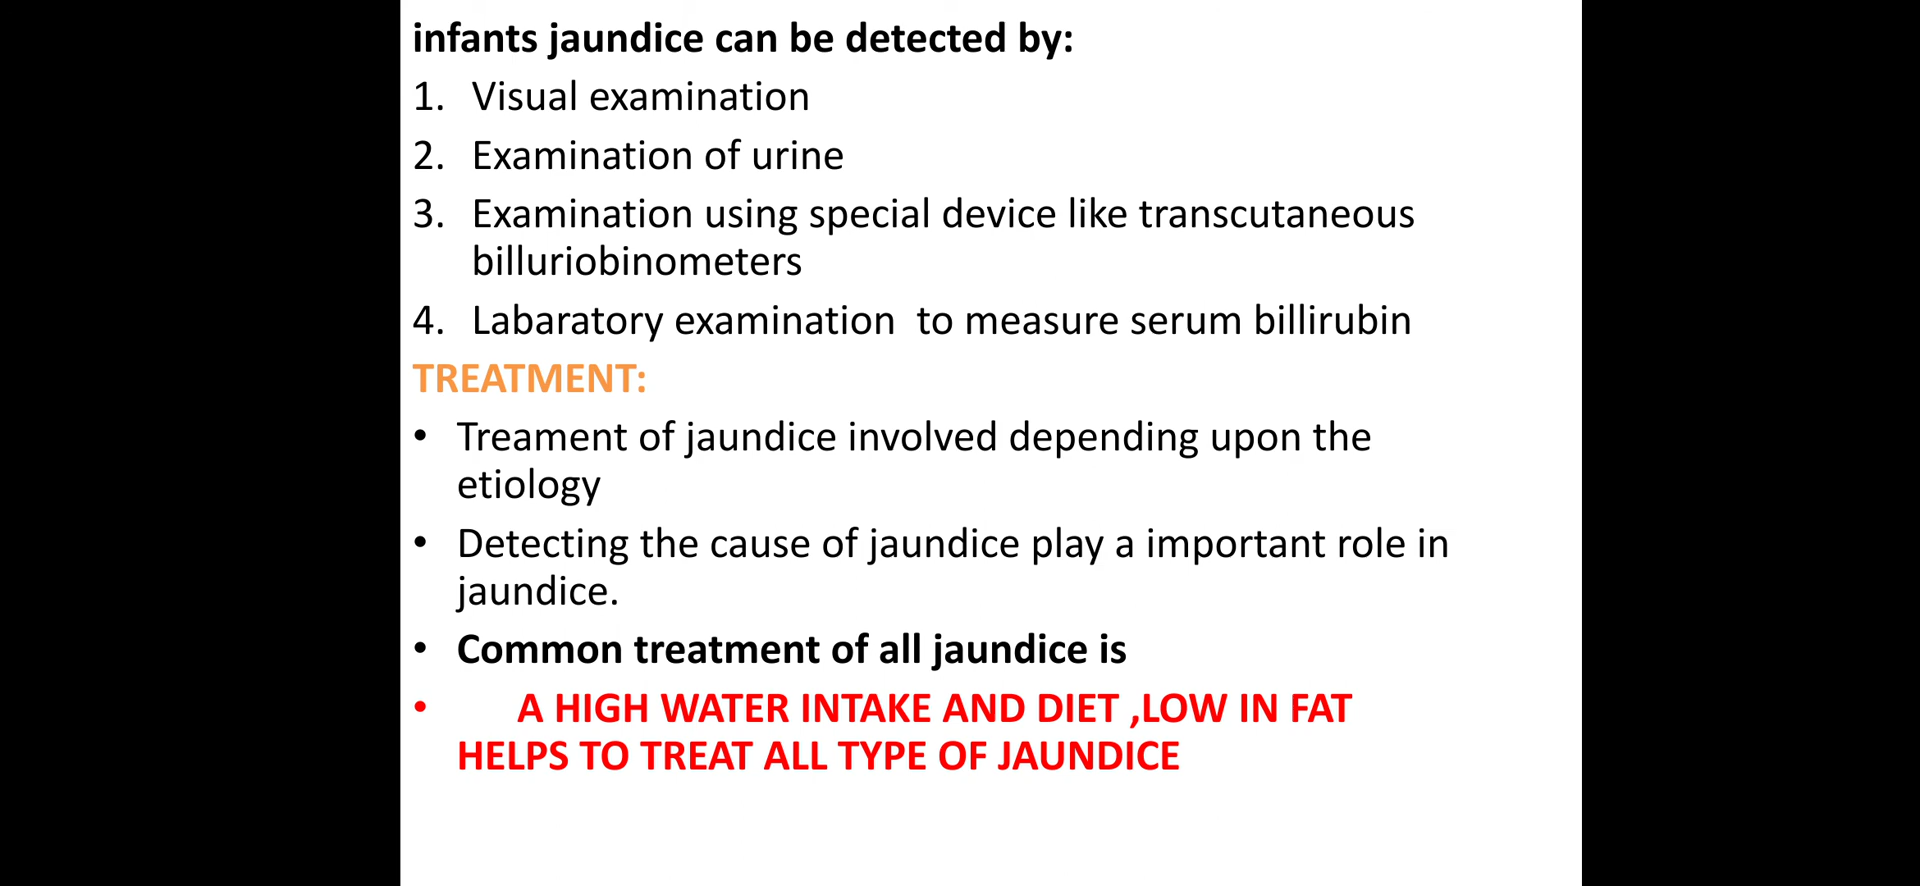 infants jaundice can be detected by:
1. Visual examination
2. Examination of urine
3. Examination using special device like transcutaneous
billuriobinometers
4. Labaratory examination  to measure serum billirubin
TREATMENT:
• Treament of jaundice involved depending upon the
etiology
• Detecting the cause of jaundice play a important role in
jaundice.
• Common treatment of all jaundice is
• A HIGH WATER INTAKE AND DIET ,LOW IN FAT
HELPS TO TREAT ALL TYPE OF JAUNDICE